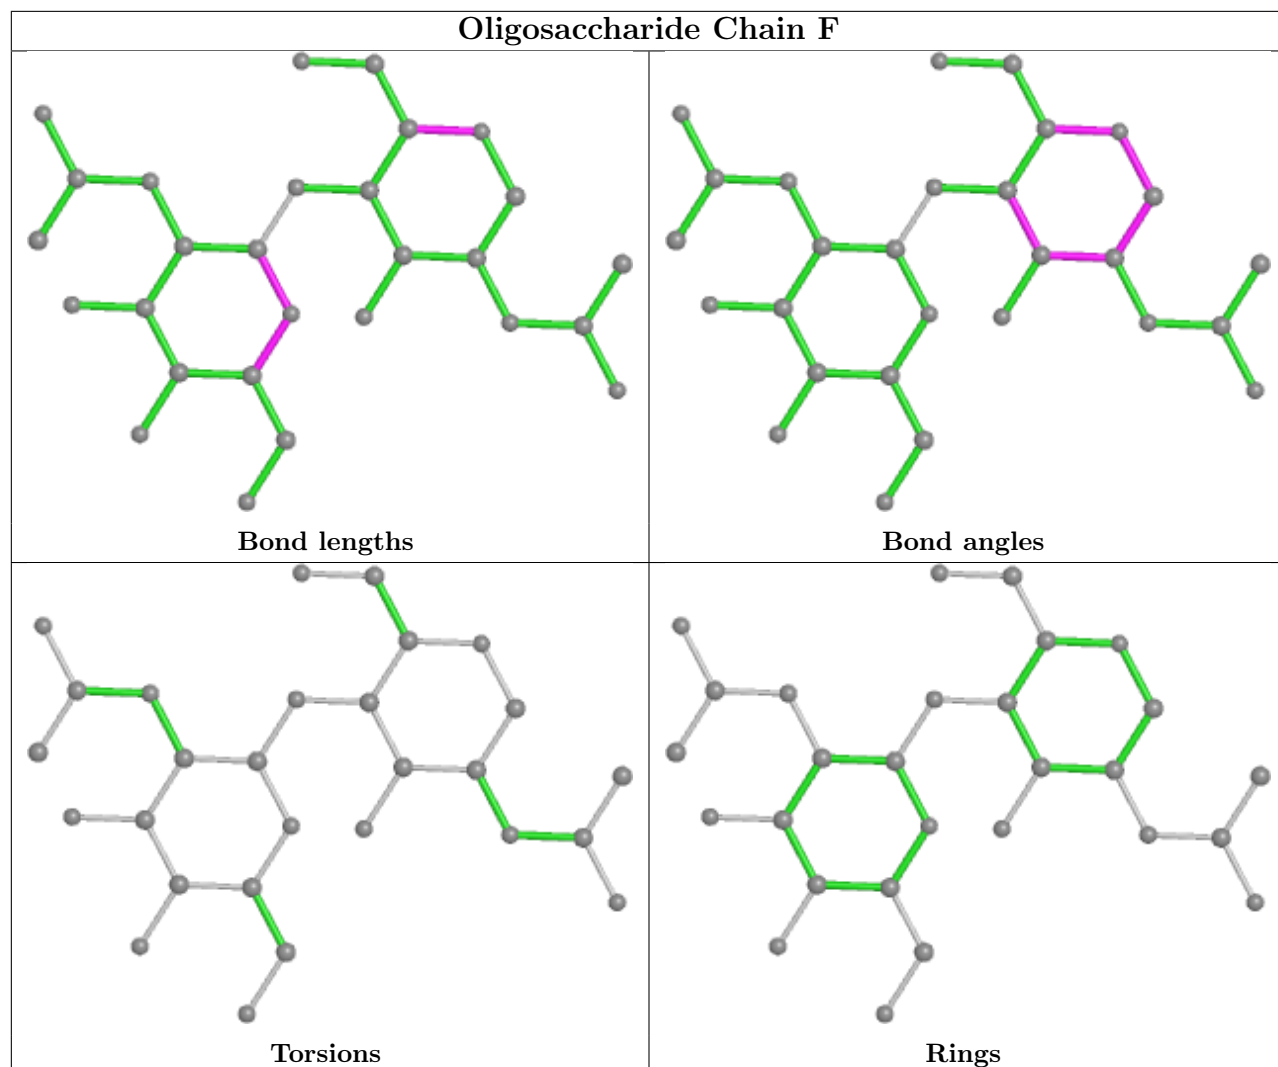 Oligosaccharide Chain F
Bond lengths
Bond angles
Torsions
Rings